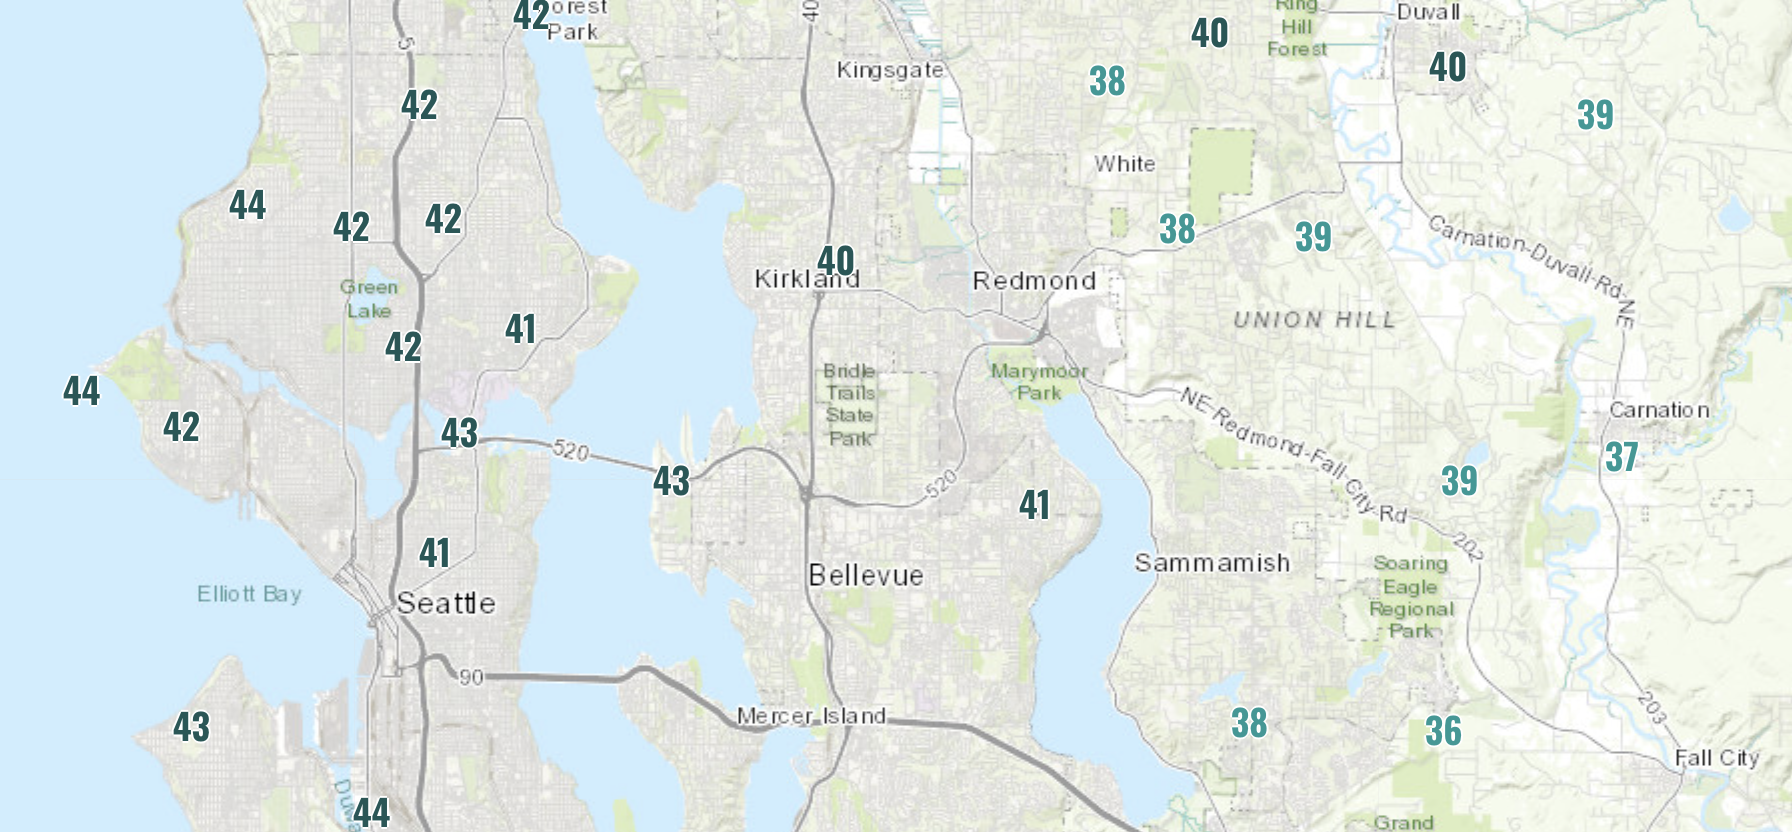 42
orest
Park
40
Ring
Hill
Forest
Duvall
40
5
Kingsgate
40
38
42
39
White
44
42
42
38
39
Carnation-Duvall-Rd-NE
40
Kirkland
Redmond
Green
Lake
UNION HILL
41
42
Bridle
Trails
State
Park
Marymoor
Park
44
NE-Redmond-Fall-City-Rd
Carnation
42
43
520
37
43
520
39
41
202
41
Bellevue
Sammamish
Soaring
Eagle
Regional
Park
Elliott Bay
Seattle
90
43
Mercer Island
38
36
203
Fall City
44
Grand